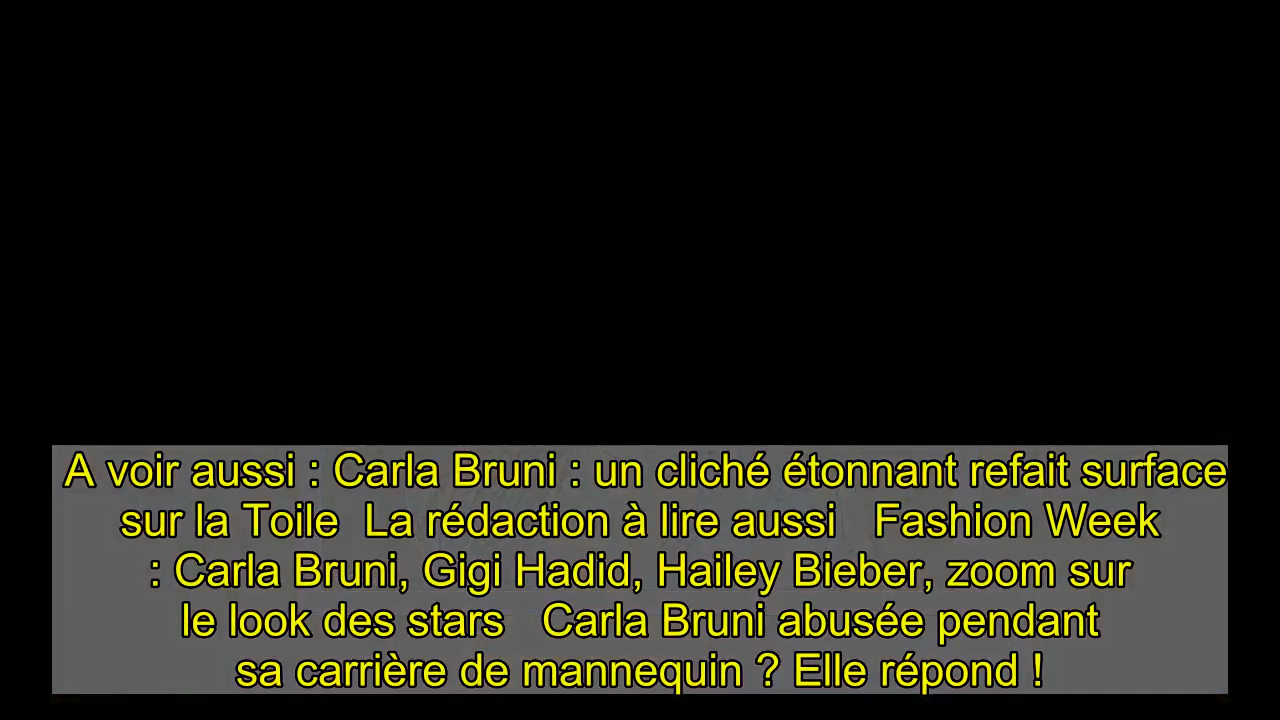 A voir aussi : Carla Bruni : un cliché étonnant refait surface
sur la Toile  La rédaction à lire aussi   Fashion Week
: Carla Bruni, Gigi Hadid, Hailey Bieber, zoom sur
le look des stars   Carla Bruni abusée pendant
sa carrière de mannequin ? Elle répond !